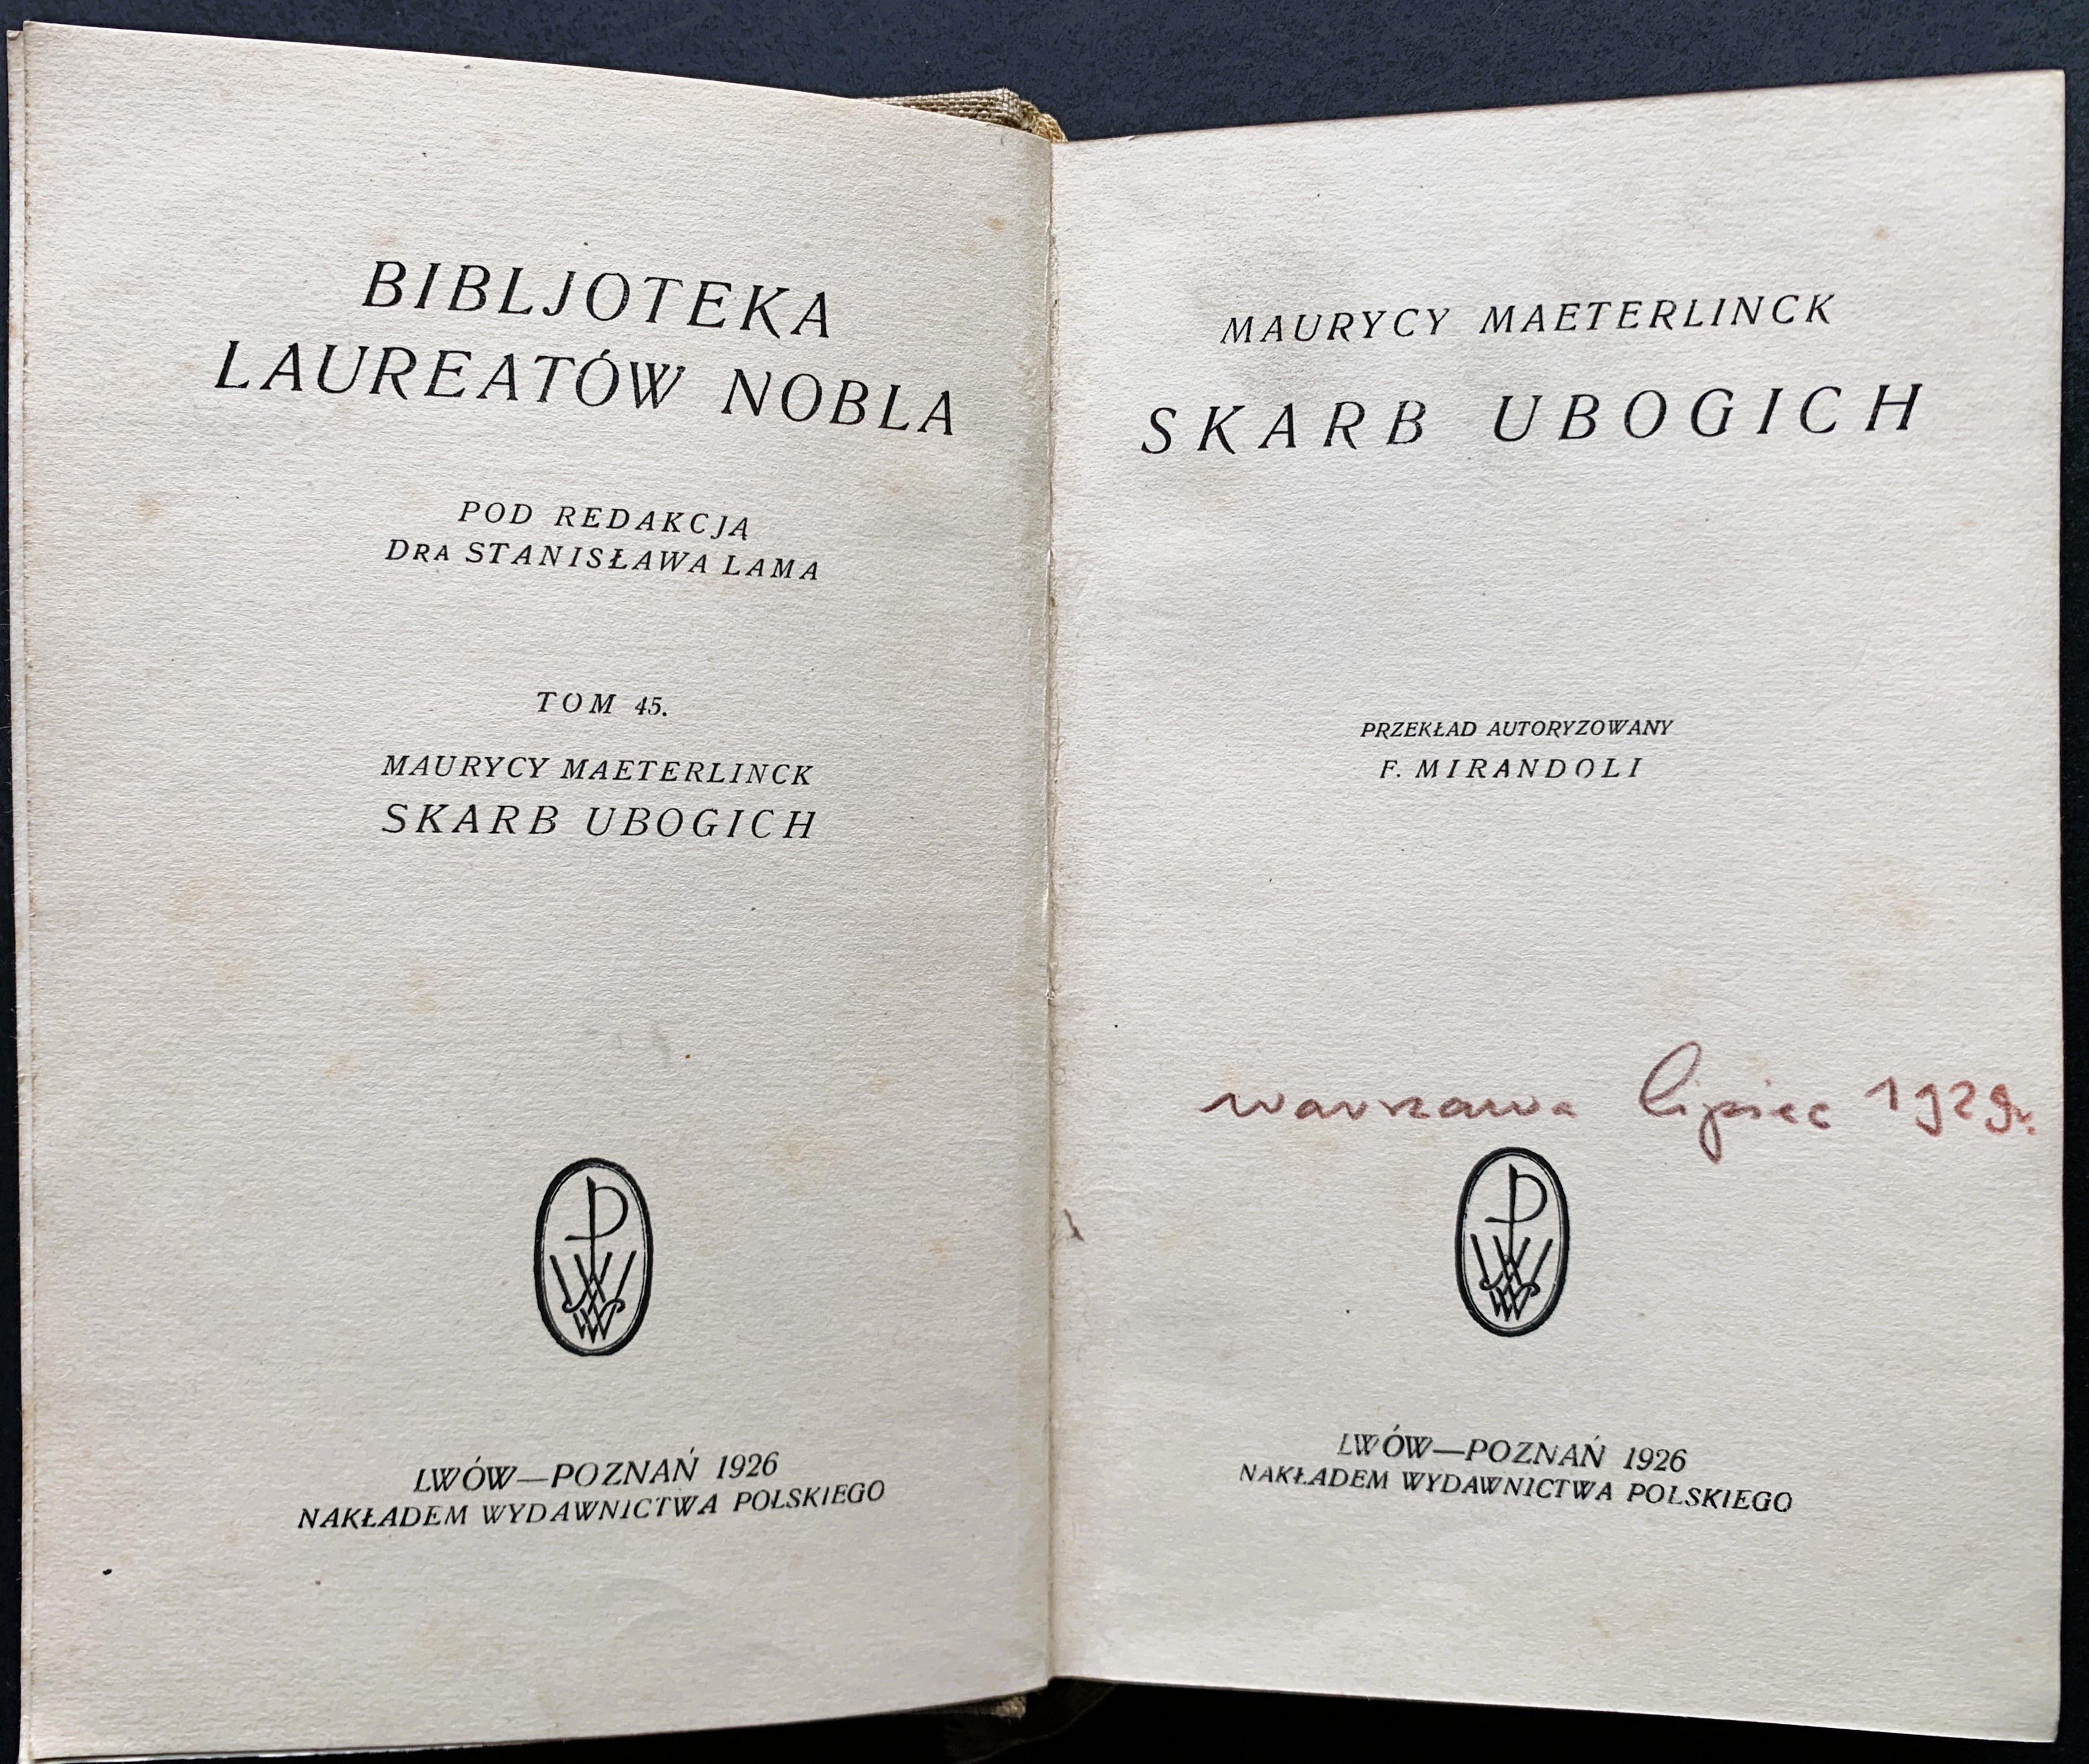 BIBLJOTEKA
LAUREATÓW NOBLA
POD REDAKCJĄ
DRA STANISŁAWA LAMA
TOM 45.
MAURYCY MAETERLINCK
SKARB UBOGICH
LWÓW—POZNAŃ 1926
NAKŁADEM WYDAWNICTWA POLSKIEGO
MAURYCY MAETERLINCK
SKARB UBOGICH
PRZEKŁAD AUTORYZOWANY
F. MIRANDOLI
warszawa lipiec 1929r.
LWÓW—POZNAŃ 1926
NAKŁADEM WYDAWNICTWA POLSKIEGO